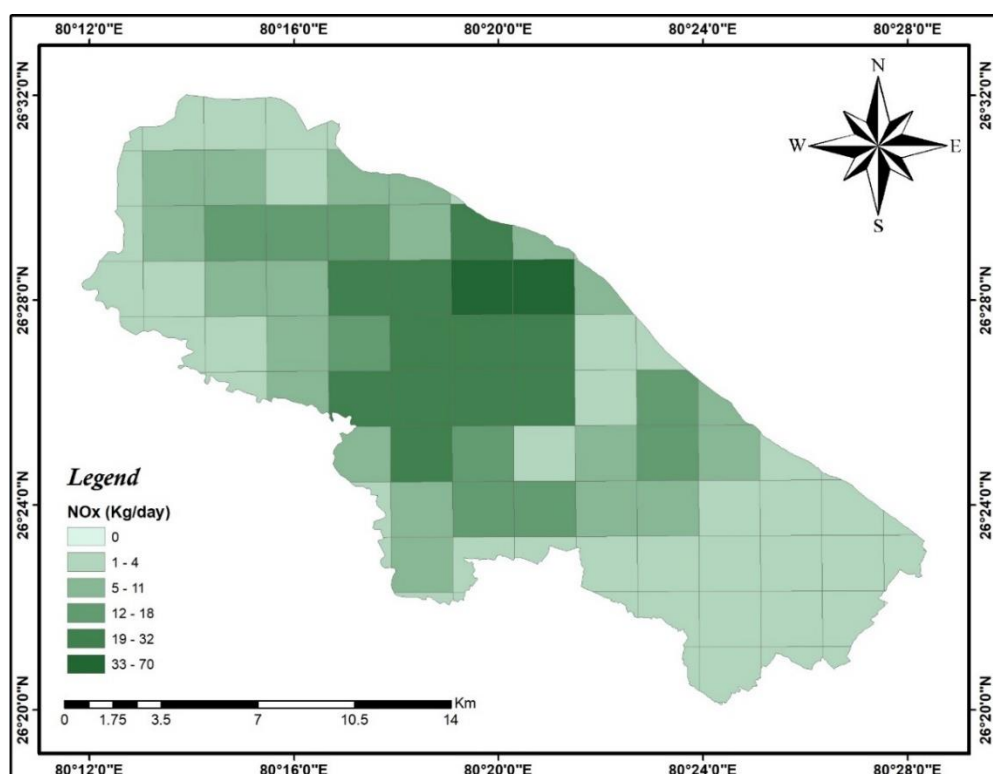 80°12'0"E 80°16'0"E 80°20'0"E 80°24'0"E 80°28'0"E
N
W E
S
26°32'0"N 26°32'0"N
26°28'0"N 26°28'0"N
26°24'0"N 26°24'0"N
26°20'0"N 26°20'0"N
Legend
NOx (Kg/day)
0
1 - 4
5 - 11
12 - 18
19 - 32
33 - 70
Km
0 1.75 3.5 7 10.5 14
80°12'0"E 80°16'0"E 80°20'0"E 80°24'0"E 80°28'0"E